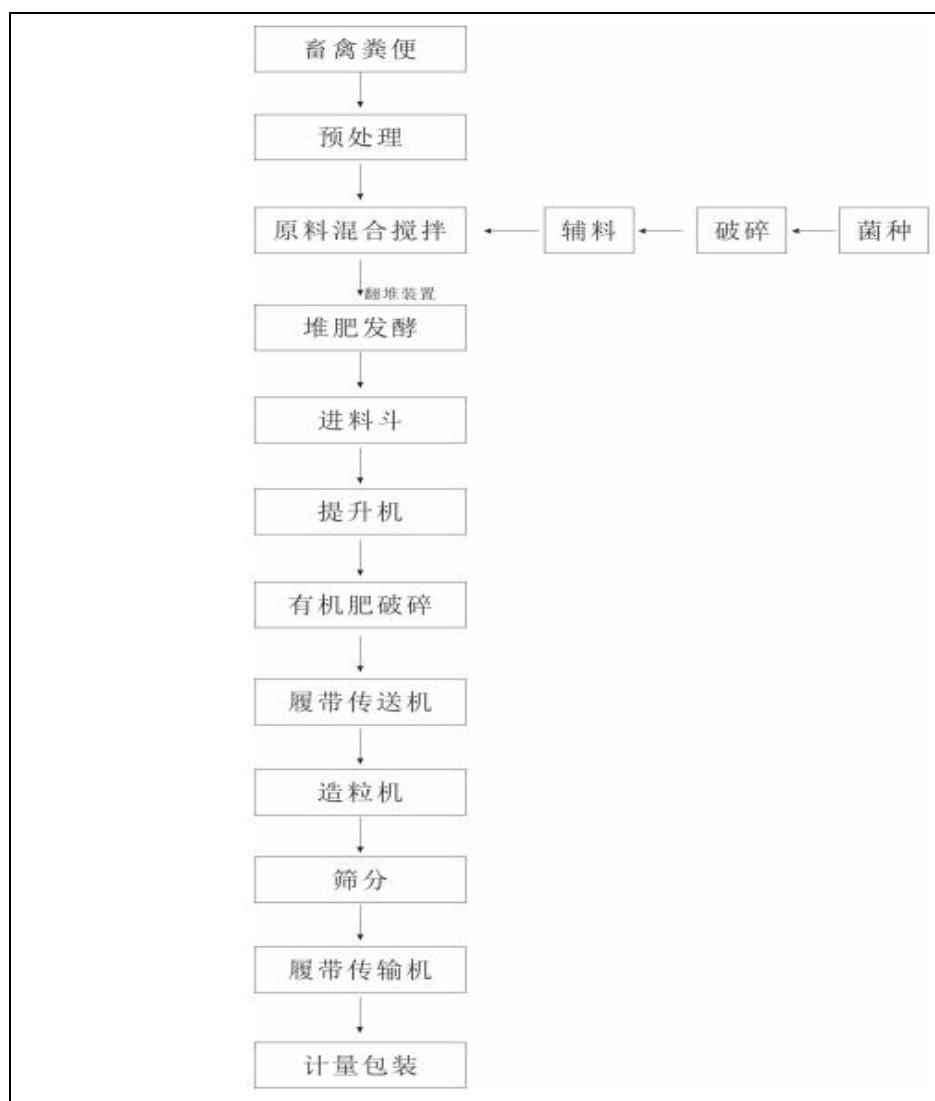 畜禽粪便
预处理
原料混合搅拌
辅料
破碎
菌种
翻堆装置
堆肥发酵
进料斗
提升机
有机肥破碎
履带传送机
造粒机
筛分
履带传输机
计量包装